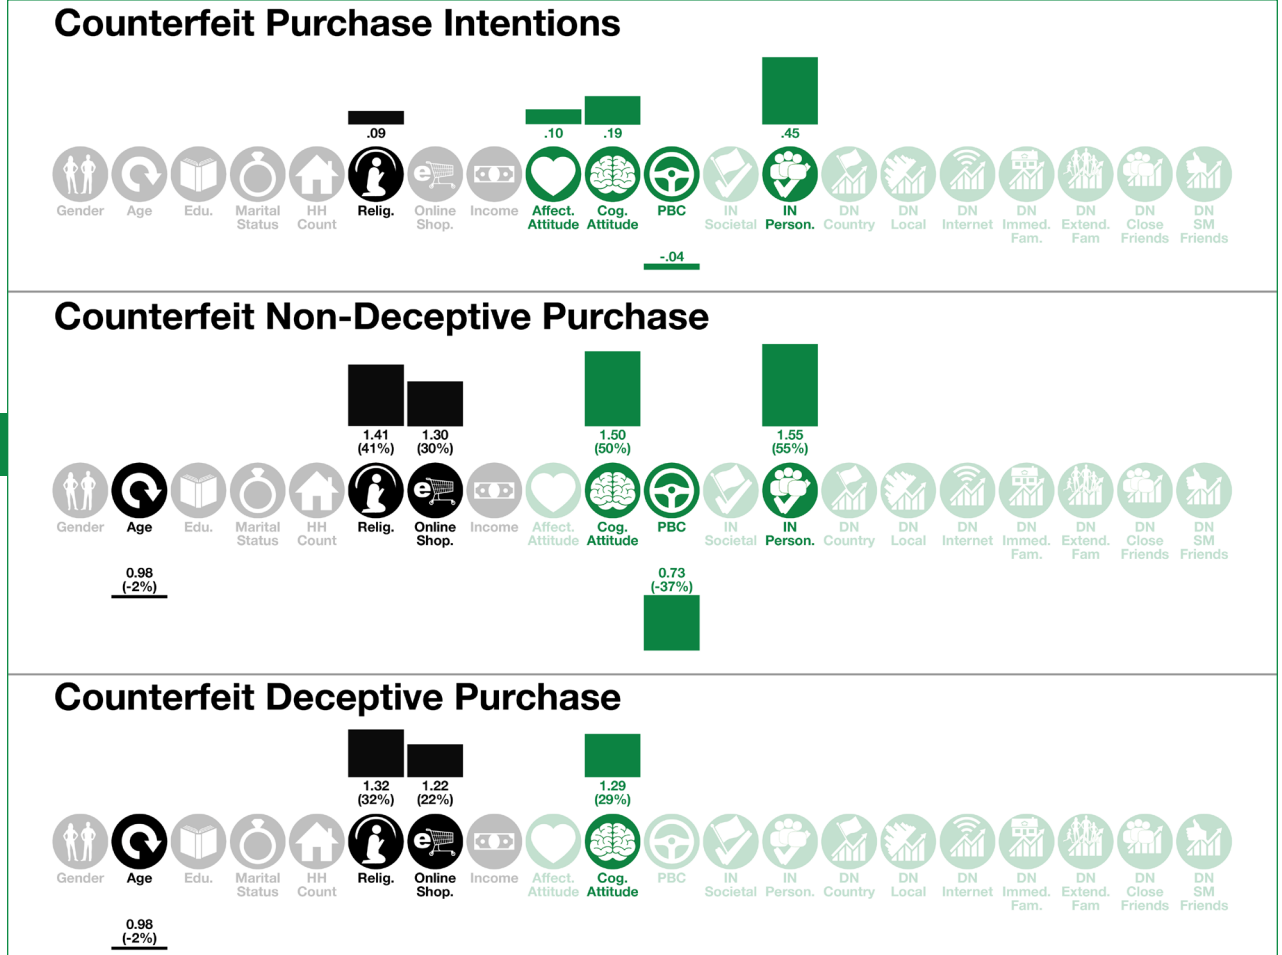 Counterfeit Purchase Intentions
.09 .10 .19 .45
Gender Age Edu. Marital HH Relig. Online Income Affect. Cog. PBC IN IN DN DN DN DN DN DN DN
Status Count Shop. Attitude Attitude Societal Person. Country Local Internet Immed. Extend. Close SM
Fam. Fam Friends Friends
-.04
Counterfeit Non-Deceptive Purchase
1.41 1.30 1.50 1.55
(41%) (30%) (50%) (55%)
e
Gender Age Edu. Marital HH Relig. Online Income Affect. Cog. PBC IN IN DN DN DN DN DN DN DN
Status Count Shop. Attitude Attitude Societal Person. Country Local Internet Immed. Extend. Close SM
Fam. Fam Friends Friends
0.98 0.73
(-2%) (-37%)
Counterfeit Deceptive Purchase
1.32 1.22 1.29
(32%) (22%) (29%)
e
Gender Age Edu. Marital HH Relig. Online Income Affect. Cog. PBC IN IN DN DN DN DN DN DN DN
Status Count Shop. Attitude Attitude Societal Person. Country Local Internet Immed. Extend. Close SM
Fam. Fam Friends Friends
0.98
(-2%)